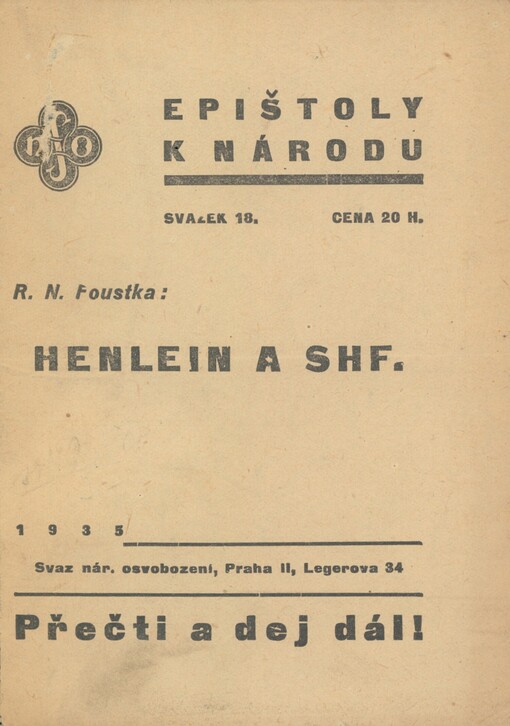 EPIŠTOLY
K NÁRODU
SVAZEK 18. CENA 20 H.
R. N. Foustka:
HENLEIN A SHF.
1935
Svaz nár. osvobození, Praha II, Legerova 34
Přečti a dej dál!